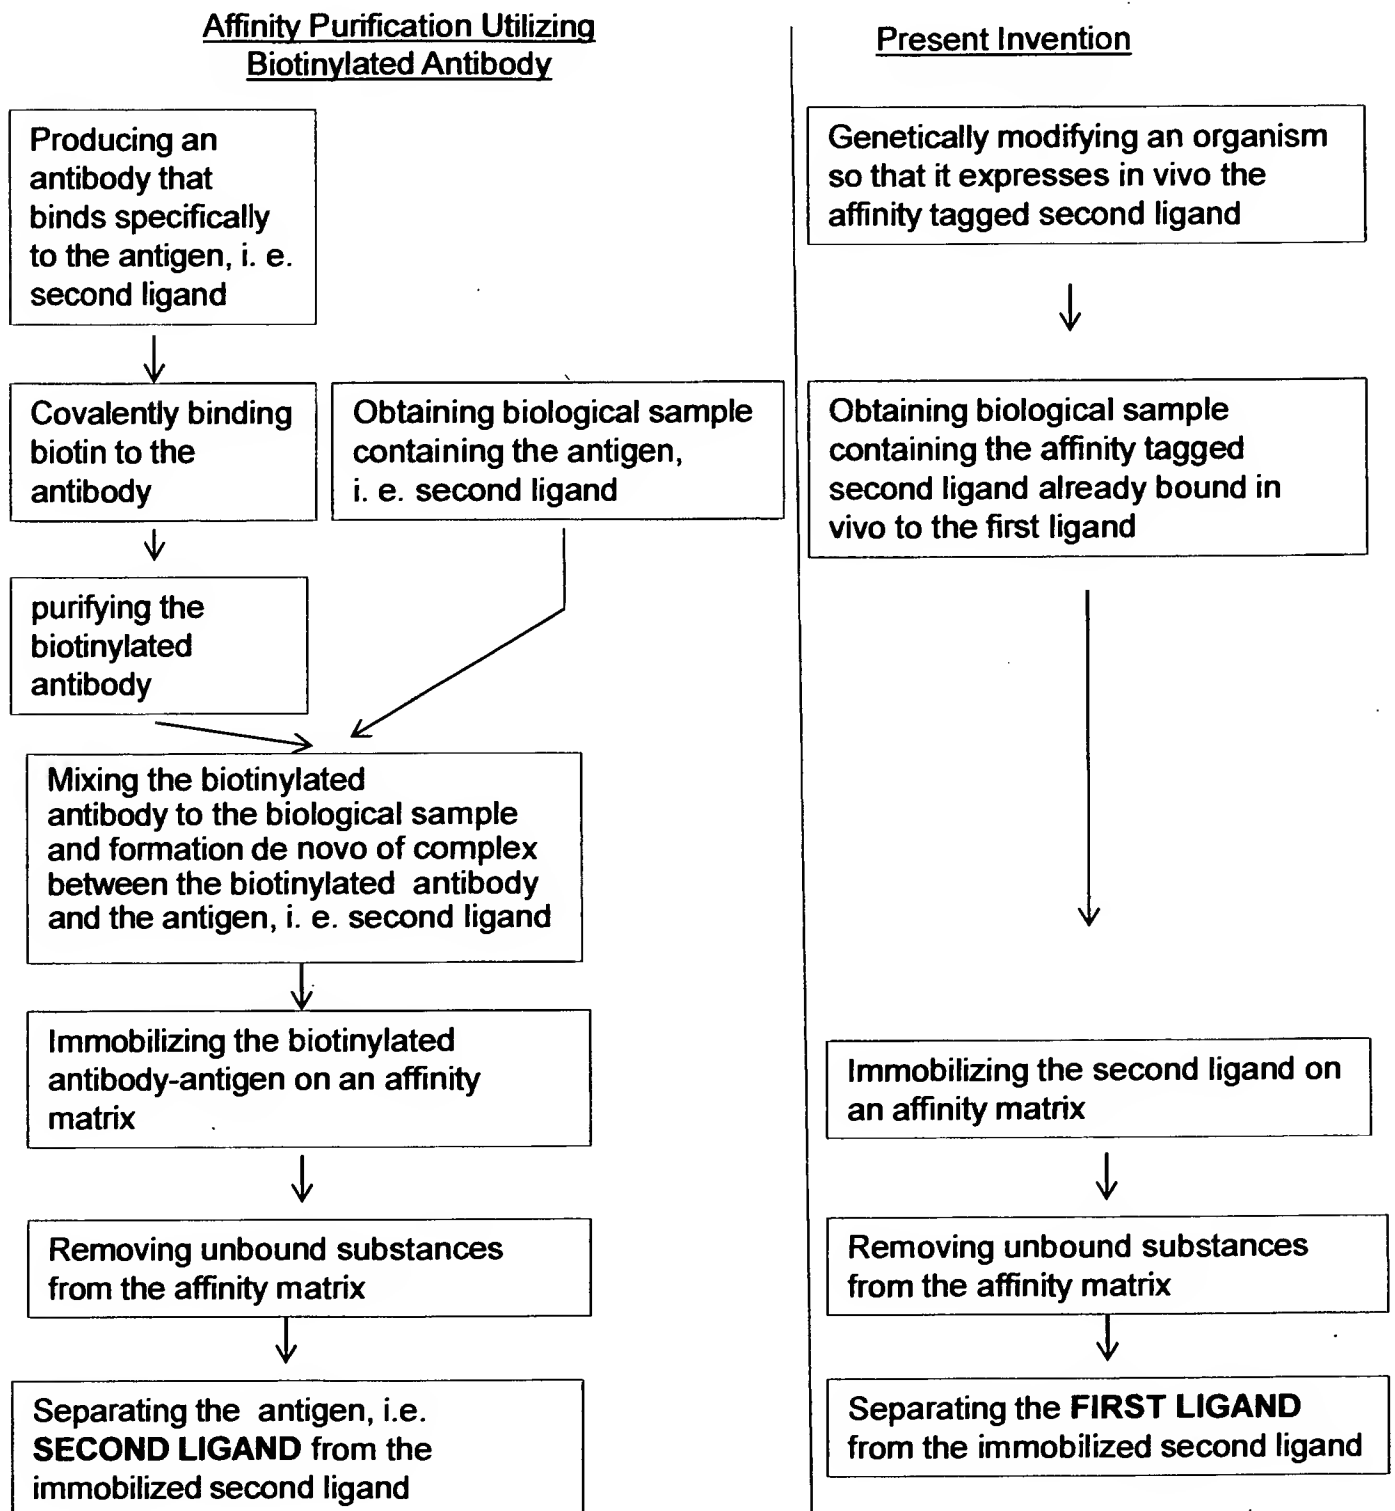 Affinity Purification Utilizing
Biotinylated Antibody
Producing an
antibody that
binds specifically
to the antigen, i. e.
second ligand
Covalently binding
biotin to the
antibody
Obtaining biological sample
containing the antigen,
i. e. second ligand
purifying the
biotinylated
antibody
Mixing the biotinylated
antibody to the biological sample
and formation de novo of complex
between the biotinylated antibody
and the antigen, i. e. second ligand
Immobilizing the biotinylated
antibody-antigen on an affinity
matrix
Removing unbound substances
from the affinity matrix
Separating the antigen, i.e.
SECOND LIGAND from the
immobilized second ligand
Present Invention
Genetically modifying an organism
so that it expresses in vivo the
affinity tagged second ligand
Obtaining biological sample
containing the affinity tagged
second ligand already bound in
vivo to the first ligand
Immobilizing the second ligand on
an affinity matrix
Removing unbound substances
from the affinity matrix
Separating the FIRST LIGAND
from the immobilized second ligand